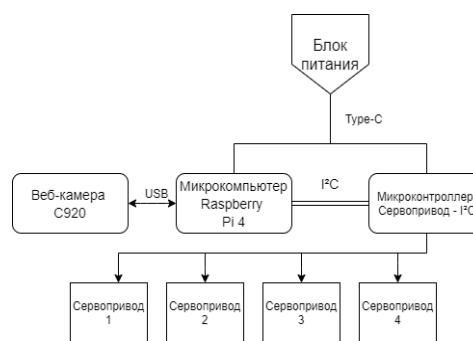 Блок
питания
Type-C
Веб-камера
C920
USB
Микрокомпьютер
Raspberry
Pi 4
I²C
Микроконтроллер
Сервопривод - I²C
Сервопривод
1
Сервопривод
2
Сервопривод
3
Сервопривод
4